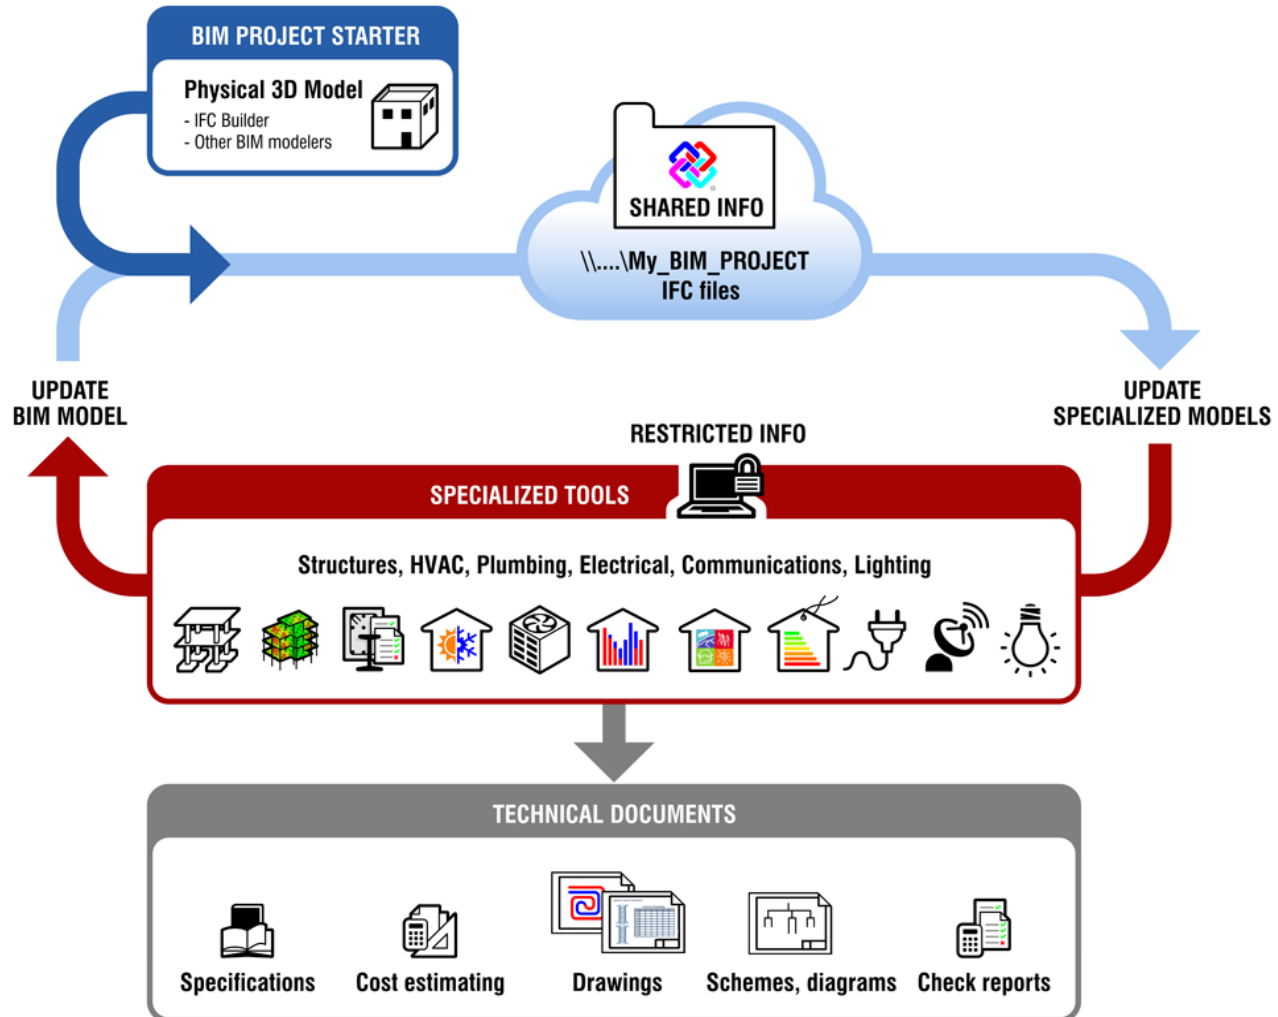 BIM PROJECT STARTER
Physical 3D Model
- IFC Builder
- Other BIM modelers
SHARED INFO
\\....\My_BIM_PROJECT
IFC files
UPDATE
BIM MODEL
UPDATE
SPECIALIZED MODELS
RESTRICTED INFO
SPECIALIZED TOOLS
Structures, HVAC, Plumbing, Electrical, Communications, Lighting
TECHNICAL DOCUMENTS
Specifications
Cost estimating
Drawings
Schemes, diagrams
Check reports